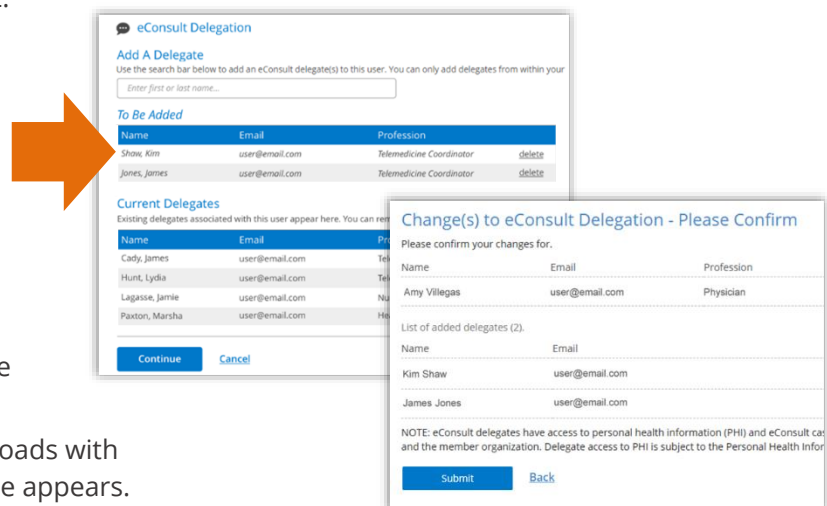 eConsult Delegation
Add A Delegate
Use the search bar below to add an eConsult delegate(s) to this user. You can only add delegates from within your
Enter first or last name...
To Be Added
Name Email Profession
Shaw, Kim user@email.com Telemedicine Coordinator delete
Jones, James user@email.com Telemedicine Coordinator delete
Current Delegates
Existing delegates associated with this user appear here. You can
Name Email
Cady, James user@email.com
Hunt, Lydia user@email.com
Lagasse, Jamie user@email.com
Paxton, Marsha user@email.com
Continue Cancel
Change(s) to eConsult Delegation - Please Confirm
Please confirm your changes for.
Name Email Profession
Amy Villegas user@email.com Physician
List of added delegates (2).
Name Email
Kim Shaw user@email.com
James Jones user@email.com
NOTE: eConsult delegates have access to personal health information (PHI) and eConsult
and the member organization. Delegate access to PHI is subject to the Personal Health
Submit Back
with
appears.